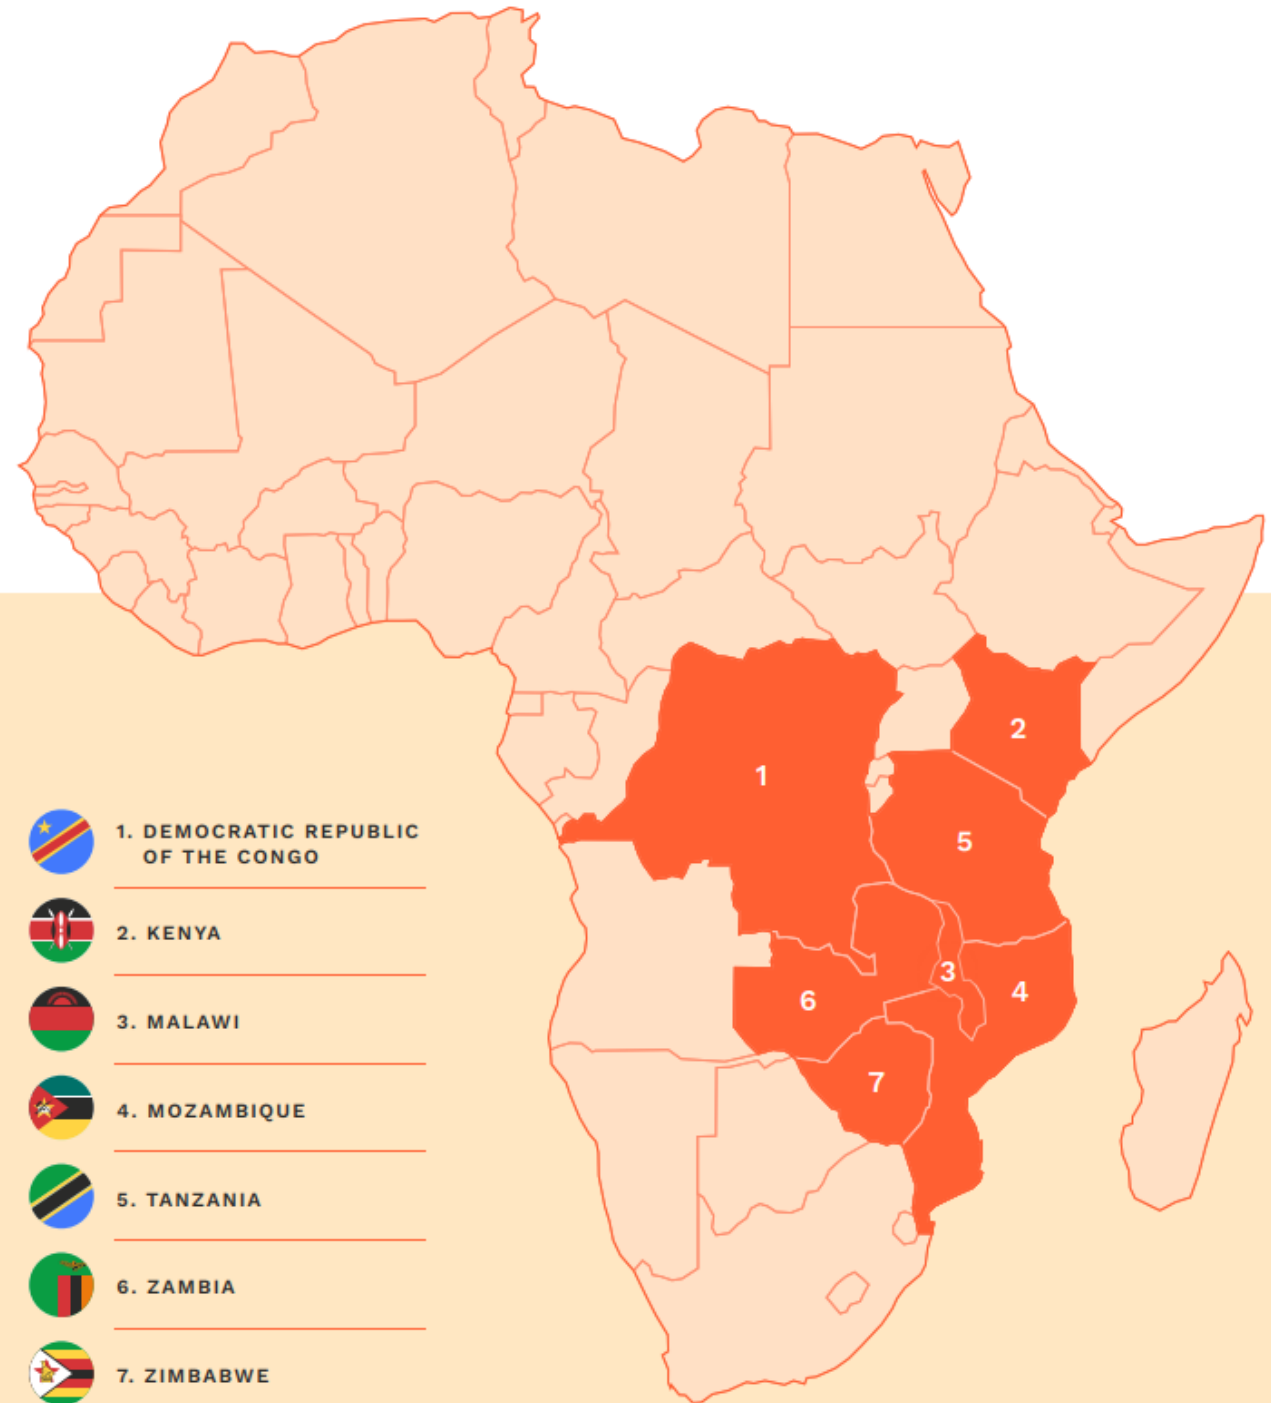 2
1
5
3
4
6
7
1. DEMOCRATIC REPUBLIC
OF THE CONGO
2. KENYA
3. MALAWI
4. MOZAMBIQUE
5. TANZANIA
6. ZAMBIA
7. ZIMBABWE